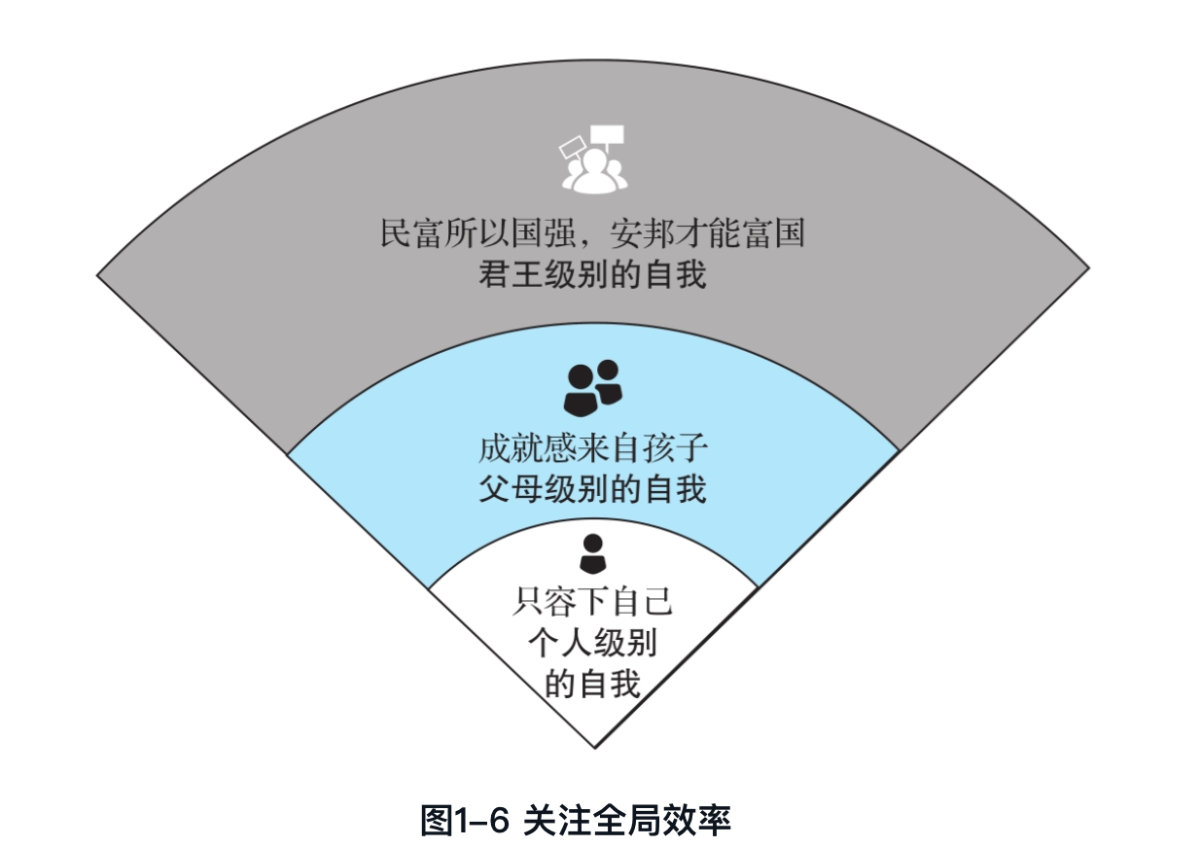 民富所以国强，安邦才能富国
君王级别的自我
成就感来自孩子
父母级别的自我
只容下自己
个人级别
的自我
图1–6 关注全局效率